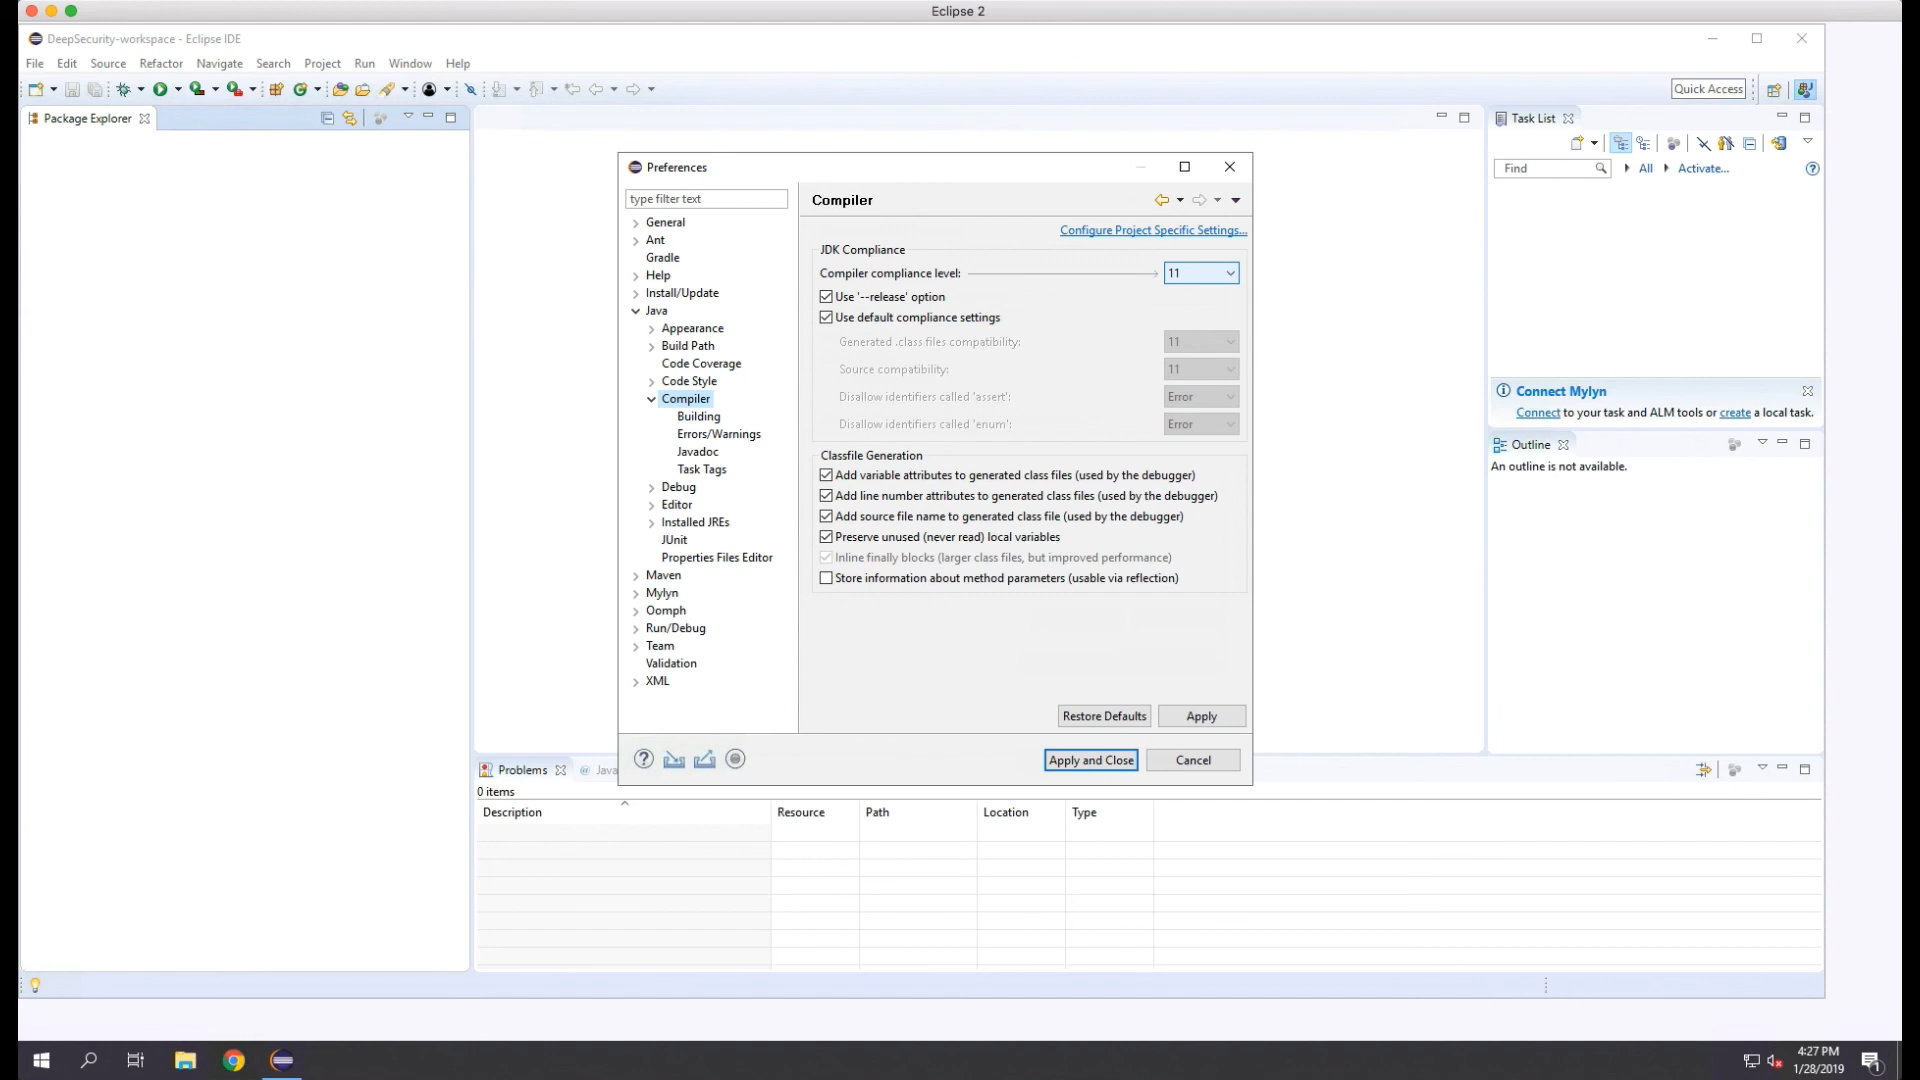 Eclipse 2
DeepSecurity-workspace - Eclipse IDE
File Edit Source Refactor Navigate Search Project Run Window Help
Quick Access
Package Explorer
Task List
Find
All
Activate...
Preferences
type filter text
General
Ant
Gradle
Help
Install/Update
Java
Appearance
Build Path
Code Coverage
Code Style
Compiler
Building
Errors/Warnings
Javadoc
Task Tags
Debug
Editor
Installed JREs
JUnit
Properties Files Editor
Maven
Mylyn
Oomph
Run/Debug
Team
Validation
XML
Compiler
Configure Project Specific Settings...
JDK Compliance
Compiler compliance level: 11
Use '--release' option
Use default compliance settings
Generated .class files compatibility: 11
Source compatibility: 11
Disallow identifiers called 'assert': Error
Disallow identifiers called 'enum': Error
Classfile Generation
Add variable attributes to generated class files (used by the debugger)
Add line number attributes to generated class files (used by the debugger)
Add source file name to generated class file (used by the debugger)
Preserve unused (never read) local variables
Inline finally blocks (larger class files, but improved performance)
Store information about method parameters (usable via reflection)
Restore Defaults Apply
Apply and Close Cancel
Connect Mylyn
Connect to your task and ALM tools or create a local task.
Outline
An outline is not available.
Problems @ Java
0 items
Description Resource Path Location Type
4:27 PM
1/28/2019
1